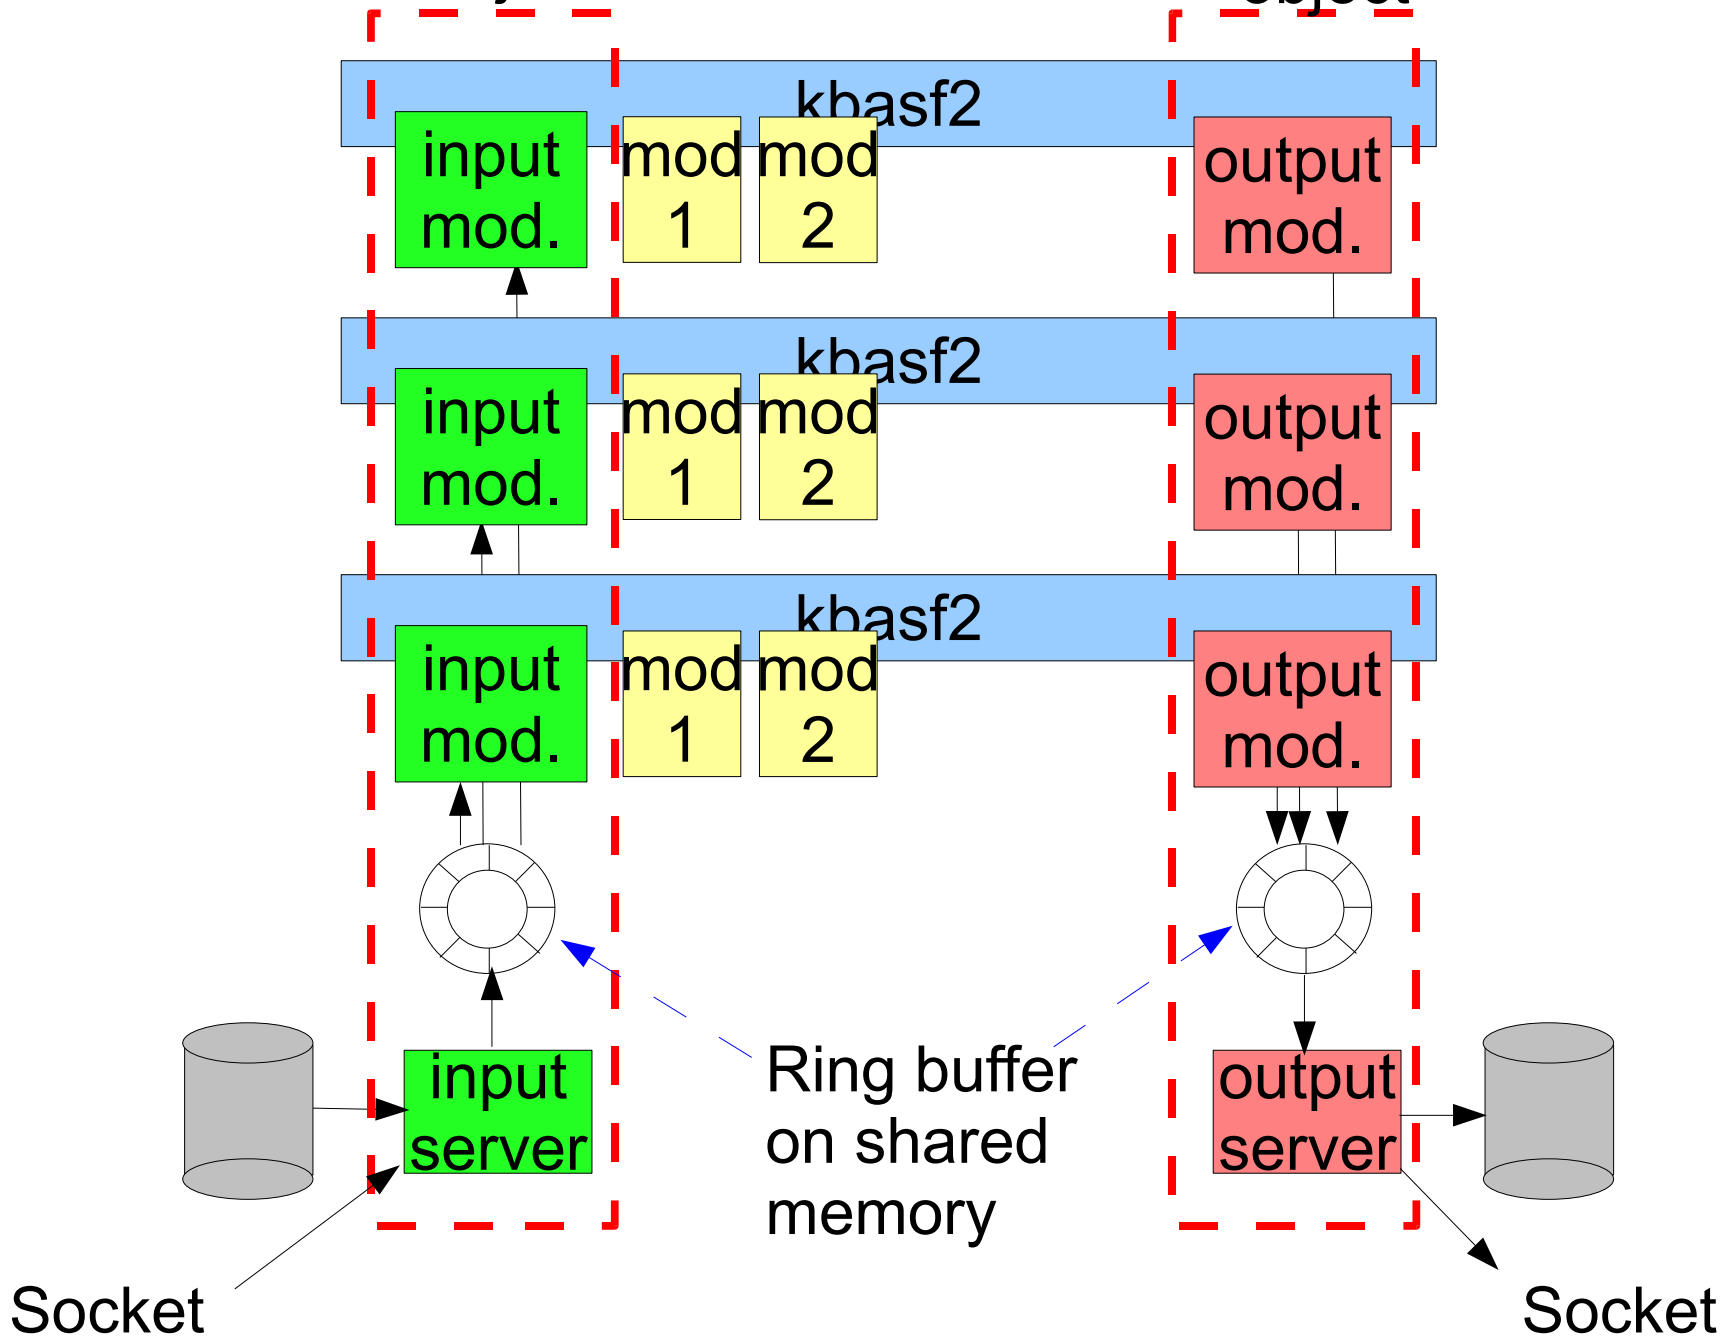 object
kbasf2
input
mod.
mod
1
mod
2
output
mod.
kbasf2
input
mod.
mod
1
mod
2
output
mod.
kbasf2
input
mod.
mod
1
mod
2
output
mod.
input
server
Ring buffer
on shared
memory
output
server
Socket
Socket